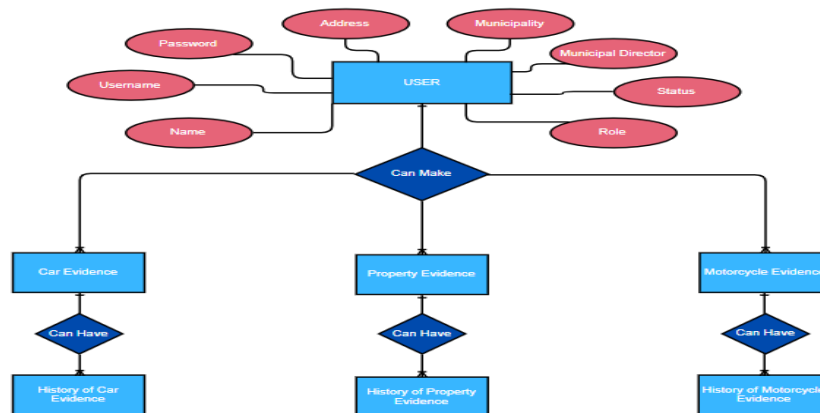 Address
Municipality
Password
Municipal Director
USER
Username
Status
Name
Role
Can Make
Car Evidence
Property Evidence
Motorcycle Evidence
Can Have
Can Have
Can Have
History of Car
Evidence
History of Property
Evidence
History of Motorcycle
Evidence